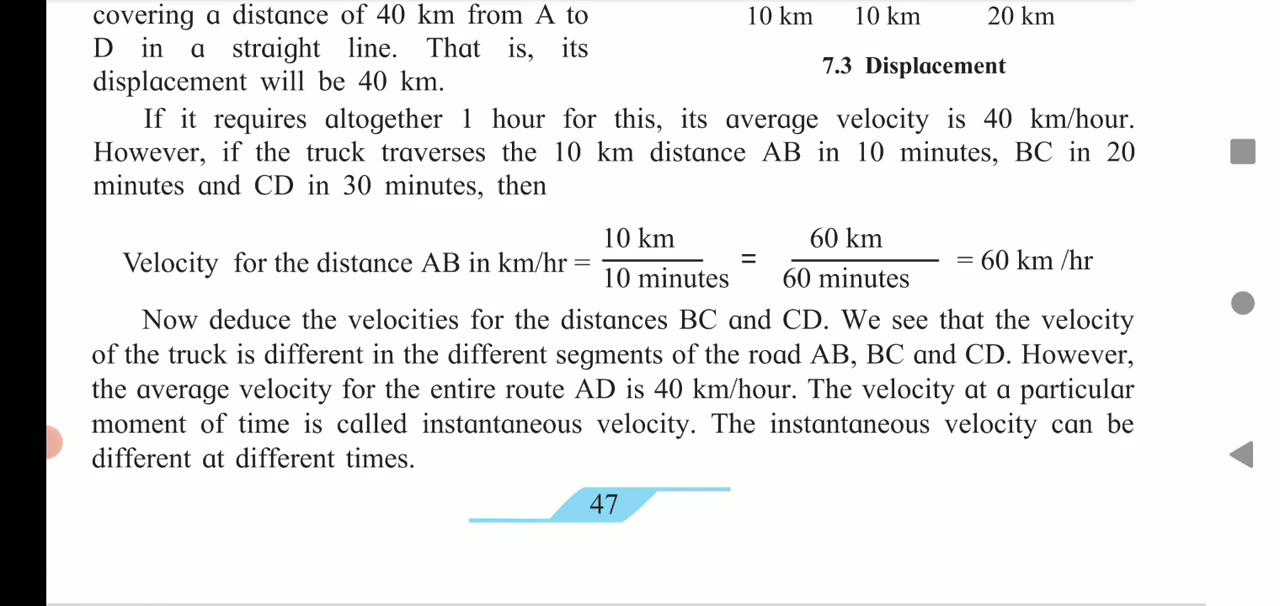 covering a distance of 40 km from A to
D in a straight line. That is, its
displacement will be 40 km.
10 km 10 km 20 km
7.3 Displacement
If it requires altogether 1 hour for this, its average velocity is 40 km/hour.
However, if the truck traverses the 10 km distance AB in 10 minutes, BC in 20
minutes and CD in 30 minutes, then
Velocity for the distance AB in km/hr = 10 km / 10 minutes = 60 km / 60 minutes = 60 km /hr
Now deduce the velocities for the distances BC and CD. We see that the velocity
of the truck is different in the different segments of the road AB, BC and CD. However,
the average velocity for the entire route AD is 40 km/hour. The velocity at a particular
moment of time is called instantaneous velocity. The instantaneous velocity can be
different at different times.
47